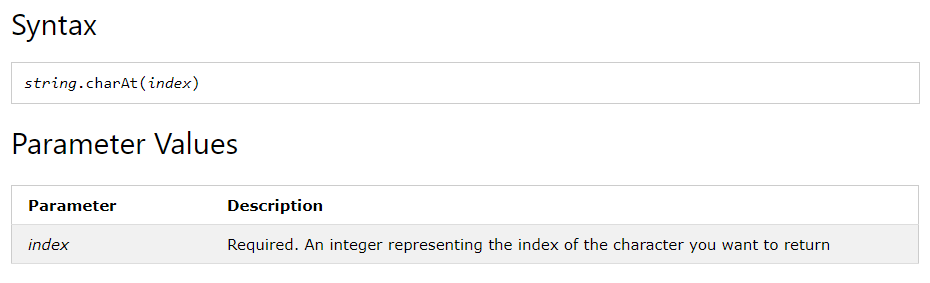 Syntax
string.charAt(index)
Parameter Values
Parameter Description
index Required. An integer representing the index of the character you want to return